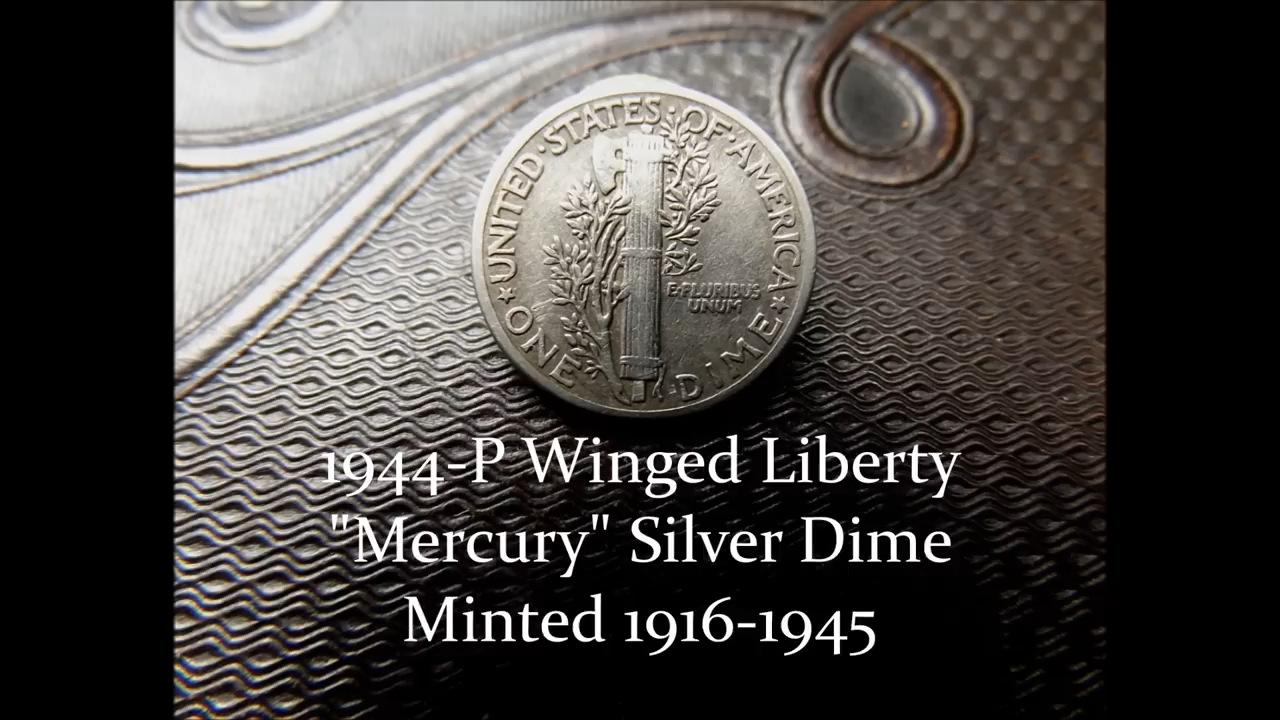 UNITED·STATES·OF·AMERICA
E·PLURIBUS
UNUM
ONE DIME
1944-P Winged Liberty
"Mercury" Silver Dime
Minted 1916-1945